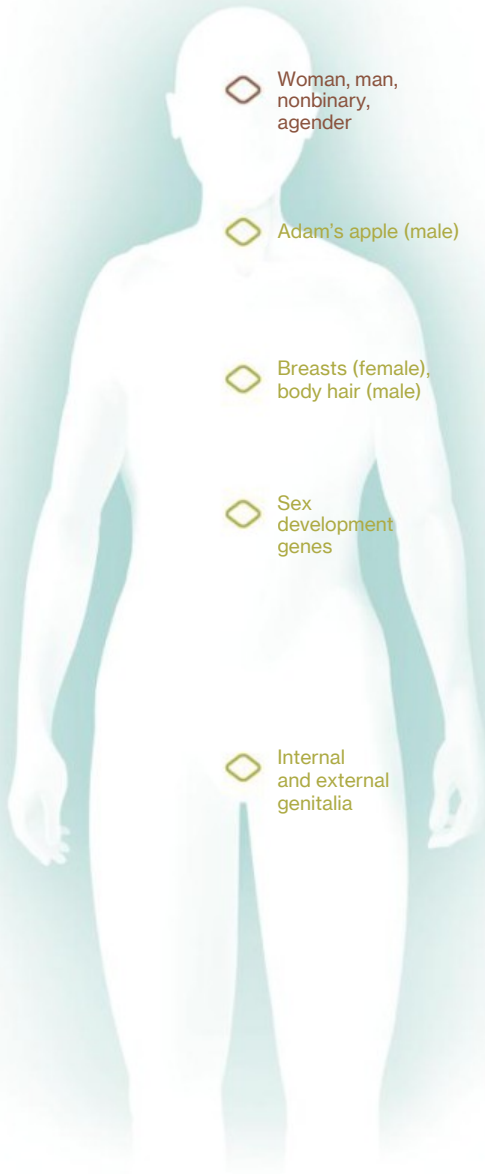 Woman, man,
nonbinary,
agender
Adam's apple (male)
Breasts (female),
body hair (male)
Sex
development
genes
Internal
and external
genitalia